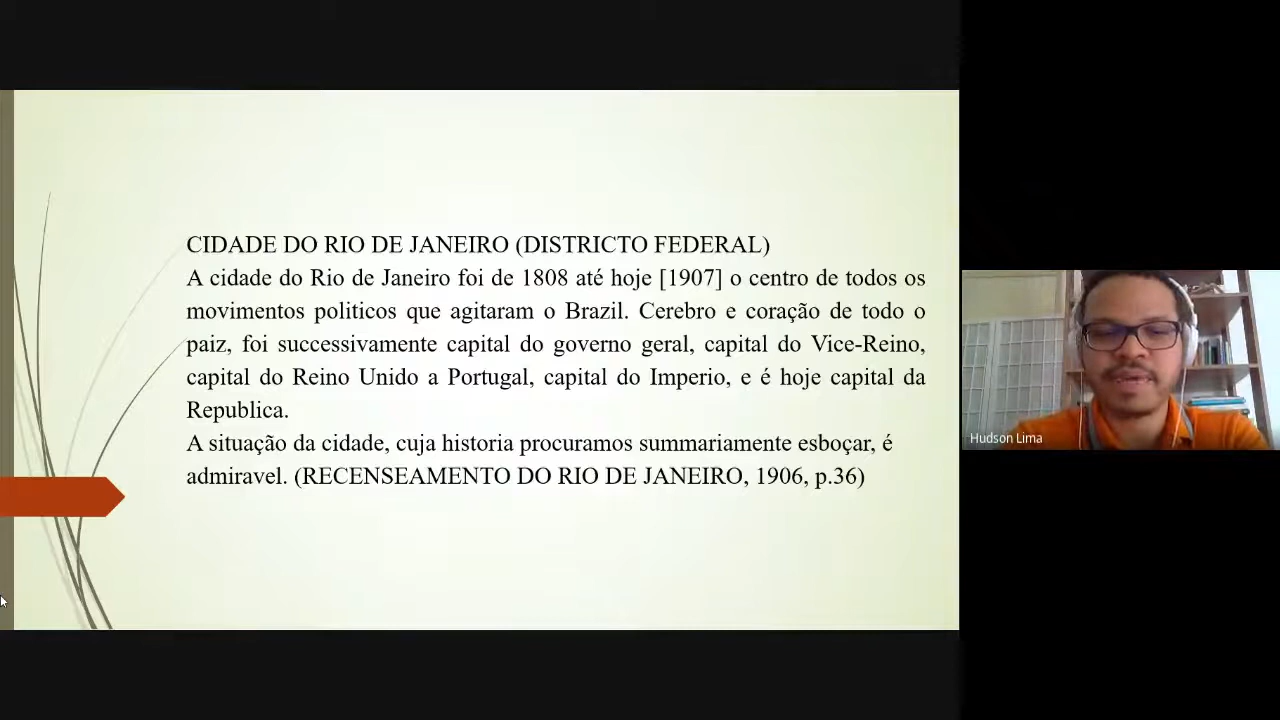 CIDADE DO RIO DE JANEIRO (DISTRICTO FEDERAL)
A cidade do Rio de Janeiro foi de 1808 até hoje [1907] o centro de todos os
movimentos politicos que agitaram o Brazil. Cerebro e coração de todo o
paiz, foi successivamente capital do governo geral, capital do Vice-Reino,
capital do Reino Unido a Portugal, capital do Imperio, e é hoje capital da
Republica.
A situação da cidade, cuja historia procuramos summariamente esboçar, é
admiravel. (RECENSEAMENTO DO RIO DE JANEIRO, 1906, p.36)
Hudson Lima